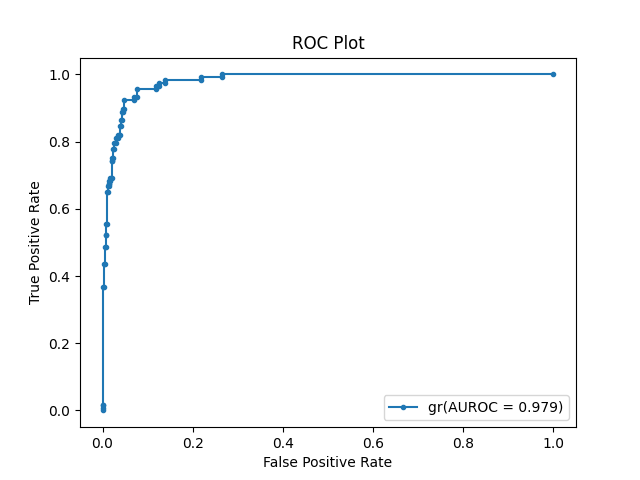 ROC Plot
True Positive Rate
1.0
0.8
0.6
0.4
0.2
0.0
0.0 0.2 0.4 0.6 0.8 1.0
False Positive Rate
gr(AUROC = 0.979)